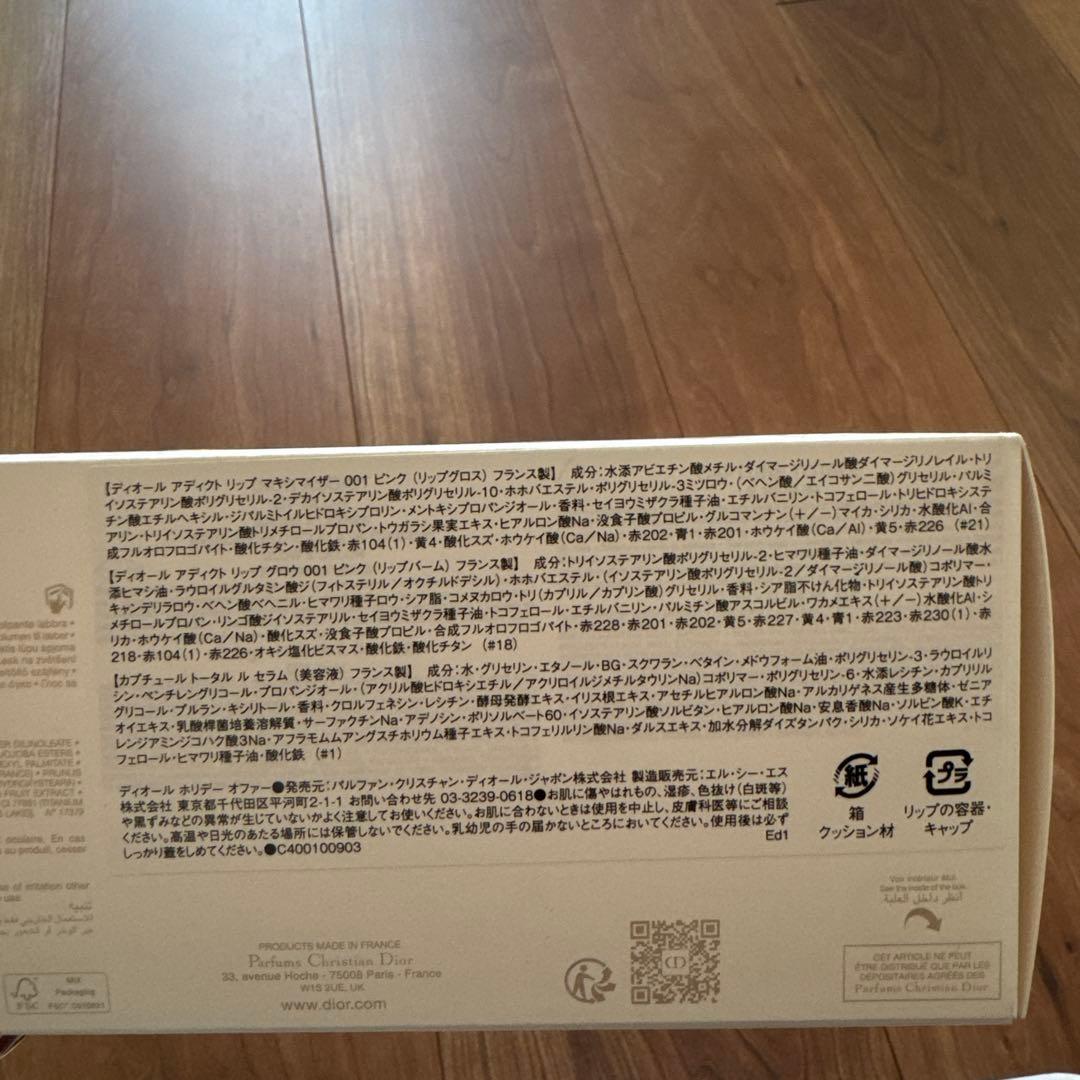 【ディオール アディクト リップ マキシマイザー 001 ピンク (リップグロス) フランス製】 成分：水添アビエチン酸メチル・ダイマージリノール酸ダイマージリノレイル・トリ
イソステアリン酸ポリグリセリル-2・デカイソステアリン酸ポリグリセリル-10・ホホバエステル・ポリグリセリル-3ミツロウ・(ベヘン酸／エイコサン二酸)グリセリル・パルミ
チン酸エチルヘキシル・ジパルミトイルヒドロキシプロリン・メントキシプロパンジオール・香料・セイヨウミザクラ種子油・エチルバニリン・トコフェロール・トリヒドロキシステ
アリン・トリイソステアリン酸トリメチロールプロパン・トウガラシ果実エキス・ヒアルロン酸Na・没食子酸プロピル・グルコマンナン(＋／ー)マイカ・シリカ・水酸化Al・合
成フルオロフロゴパイト・酸化チタン・酸化鉄・赤104(1)・黄4・酸化スズ・ホウケイ酸(Ca／Na)・赤202・青1・赤201・ホウケイ酸(Ca／Al)・黄5・赤226 (#21)
【ディオール アディクト リップ グロウ 001 ピンク (リップバーム) フランス製】 成分：トリイソステアリン酸ポリグリセリル-2・ヒマワリ種子油・ダイマージリノール酸水
添ヒマシ油・ラウロイルグルタミン酸ジ(フィトステリル／オクチルドデシル)・ホホバエステル・(イソステアリン酸ポリグリセリル-2／ダイマージリノール酸)コポリマー・
キャンデリラロウ・ベヘン酸ベヘニル・ヒマワリ種子ロウ・シア脂・コメヌカロウ・トリ(カプリル／カプリン酸)グリセリル・香料・シア脂不けん化物・トリイソステアリン酸トリ
メチロールプロパン・リンゴ酸ジイソステアリル・セイヨウミザクラ種子油・トコフェロール・エチルバニリン・パルミチン酸アスコルビル・ワカメエキス(＋／ー)水酸化Al・シ
リカ・ホウケイ酸(Ca／Na)・酸化スズ・没食子酸プロピル・合成フルオロフロゴパイト・赤228・赤201・赤202・黄5・赤227・黄4・青1・赤223・赤230(1)・赤
218・赤104(1)・赤226・オキシ塩化ビスマス・酸化鉄・酸化チタン (#18)
【カプチュール トータル ル セラム (美容液) フランス製】 成分：水・グリセリン・エタノール・BG・スクワラン・ベタイン・メドウフォーム油・ポリグリセリン-3・ラウロイルリ
シン・ペンチレングリコール・プロパンジオール・(アクリル酸ヒドロキシエチル／アクリロイルジメチルタウリンNa)コポリマー・ポリグリセリン-6・水添レシチン・カプリリル
グリコール・プルラン・キシリトール・香料・クロルフェネシン・レシチン・酵母発酵エキス・イリス根エキス・アセチルヒアルロン酸Na・アルカリゲネス産生多糖体・ゼニア
オイエキス・乳酸桿菌培養溶解質・サーファクチンNa・アデノシン・ポリソルベート60・イソステアリン酸ソルビタン・ヒアルロン酸Na・安息香酸Na・ソルビン酸K・エチ
レンジアミンジコハク酸3Na・アフラモムムアングスチホリウム種子エキス・トコフェリルリン酸Na・ダルスエキス・加水分解ダイズタンパク・シリカ・ソケイ花エキス・トコ
フェロール・ヒマワリ種子油・酸化鉄 (#1)
ディオール ホリデー オファー●発売元：パルファン・クリスチャン・ディオール・ジャポン株式会社 製造販売元：エル・シー・エス
株式会社 東京都千代田区平河町2-1-1 お問い合わせ先 03-3239-0618●お肌に傷やはれもの、湿疹、色抜け(白斑等)
や黒ずみなどの異常が生じていないかよく注意してお使いください。お肌に合わないときは使用を中止し、皮膚科医等にご相談
ください。高温や日光のあたる場所には保管しないでください。乳幼児の手の届かないところにおいてください。使用後は必ず
しっかり蓋をしめてください。●C400100903 Ed1
紙
箱
クッション材
プラ
リップの容器・
キャップ
Voir intérieur étui.
See the inside of the box.
انظر داخل العلبة
PRODUCTS MADE IN FRANCE
Parfums Christian Dior
33, avenue Hoche - 75008 Paris - France
W1S 2UE, UK
www.dior.com
CD
CET ARTICLE NE PEUT
ÊTRE DISTRIBUÉ QUE PAR LES
DÉPOSITAIRES AGRÉÉS DES
Parfums Christian Dior
FSC
MIX
Packaging